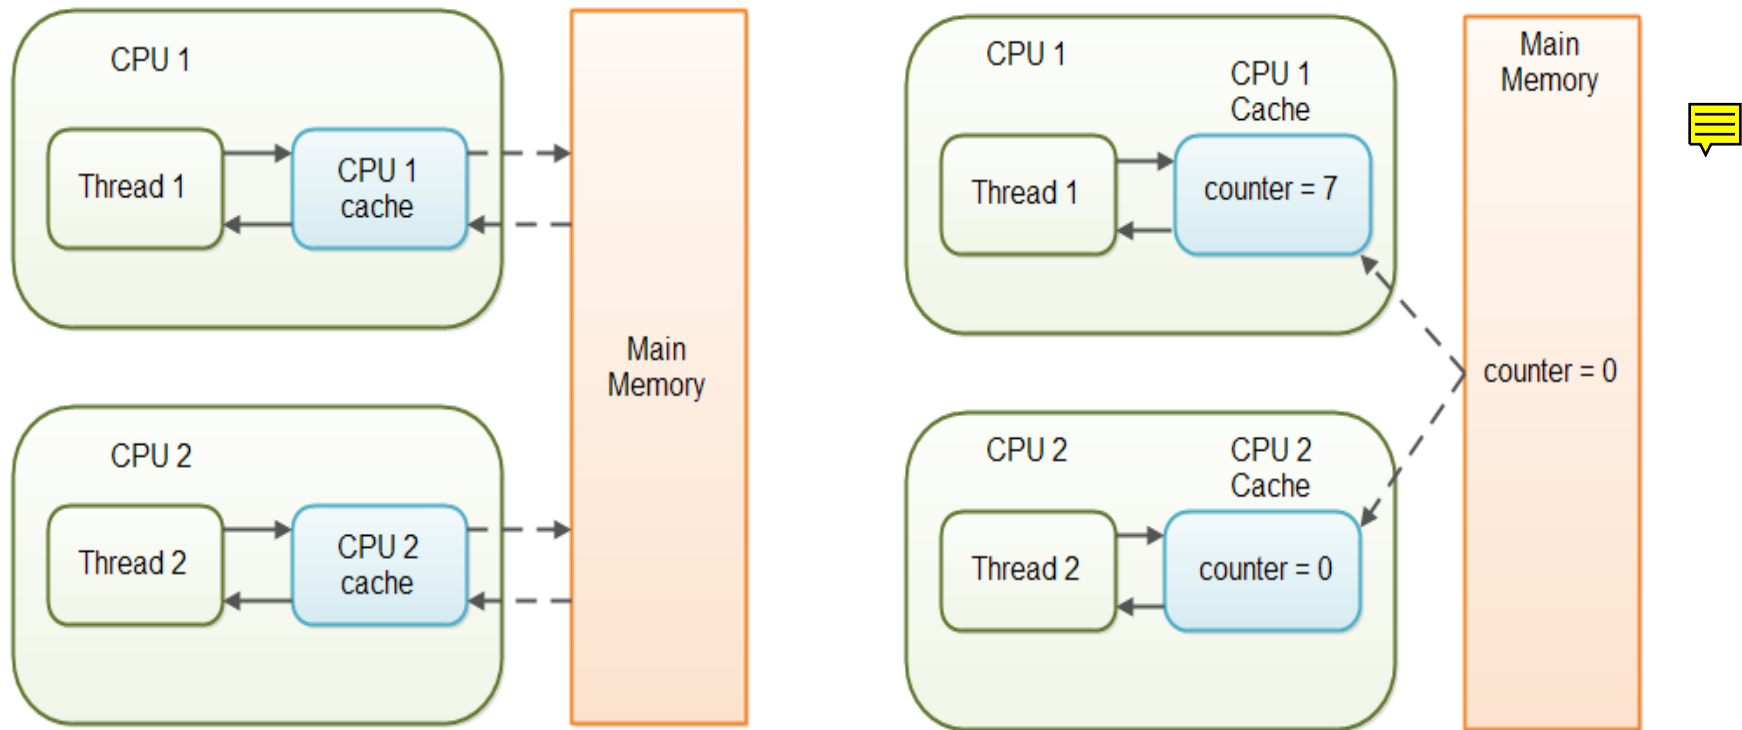 CPU 1
Thread 1
CPU 1
cache
Main
Memory
CPU 2
Thread 2
CPU 2
cache
CPU 1
CPU 1
Cache
Thread 1
counter = 7
Main
Memory
counter = 0
CPU 2
CPU 2
Cache
Thread 2
counter = 0